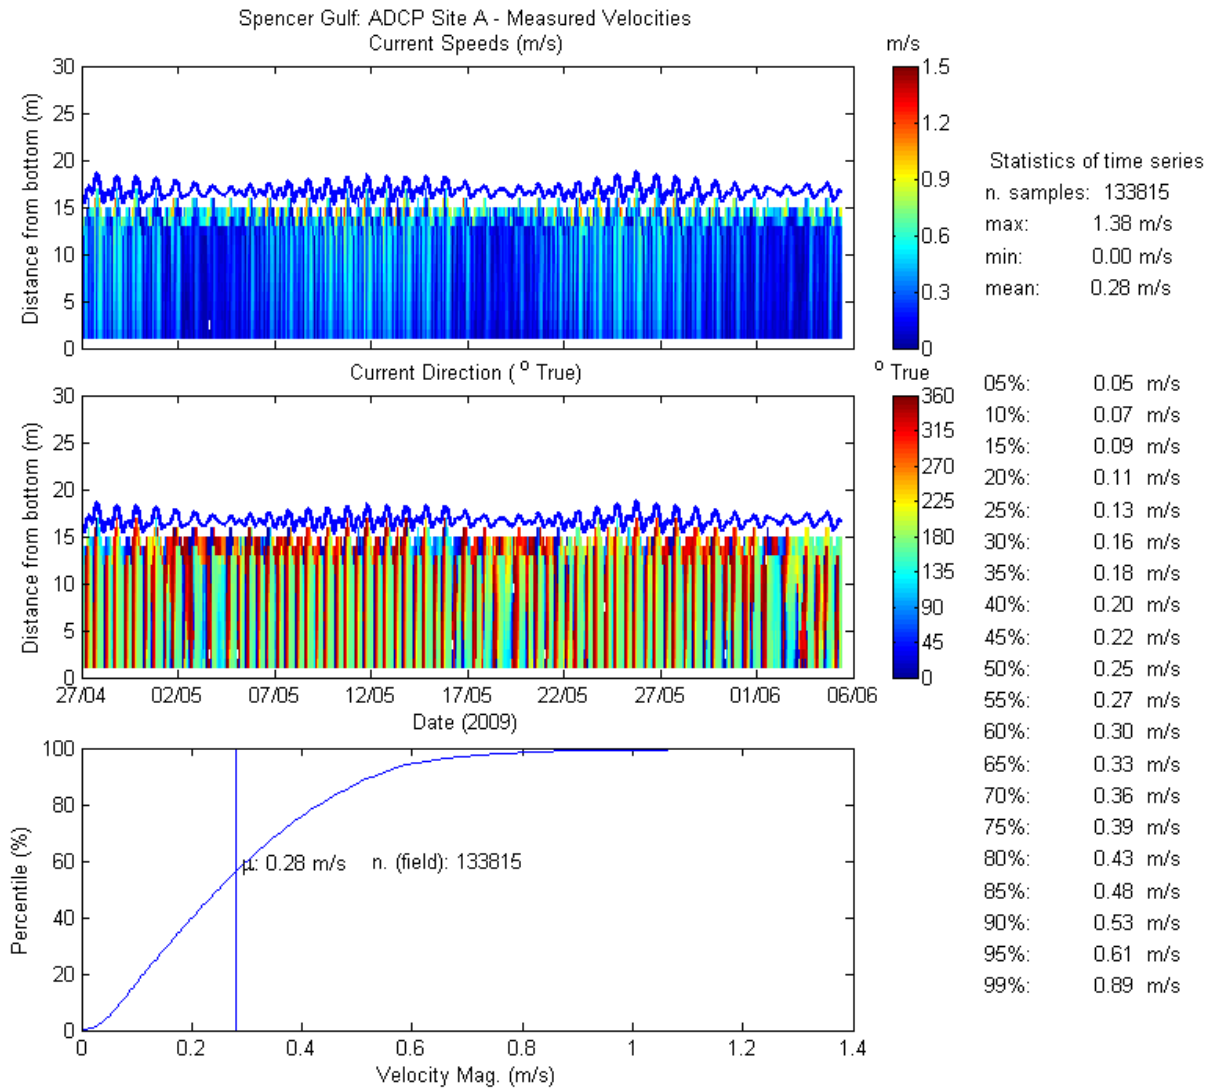 Spencer Gulf: ADCP Site A - Measured Velocities
Current Speeds (m/s)
m/s
Distance from bottom (m)
30
25
20
15
10
5
0
1.5
1.2
0.9
0.6
0.3
0
Statistics of time series
n. samples: 133815
max: 1.38 m/s
min: 0.00 m/s
mean: 0.28 m/s
Current Direction ( o True)
o True
Distance from bottom (m)
30
25
20
15
10
5
0
360
315
270
225
180
135
90
45
0
27/04 02/05 07/05 12/05 17/05 22/05 27/05 01/06 06/06
Date (2009)
05%: 0.05 m/s
10%: 0.07 m/s
15%: 0.09 m/s
20%: 0.11 m/s
25%: 0.13 m/s
30%: 0.16 m/s
35%: 0.18 m/s
40%: 0.20 m/s
45%: 0.22 m/s
50%: 0.25 m/s
55%: 0.27 m/s
60%: 0.30 m/s
65%: 0.33 m/s
70%: 0.36 m/s
75%: 0.39 m/s
80%: 0.43 m/s
85%: 0.48 m/s
90%: 0.53 m/s
95%: 0.61 m/s
99%: 0.89 m/s
Percentile (%)
100
80
60
40
20
0
μ: 0.28 m/s n. (field): 133815
0 0.2 0.4 0.6 0.8 1 1.2 1.4
Velocity Mag. (m/s)